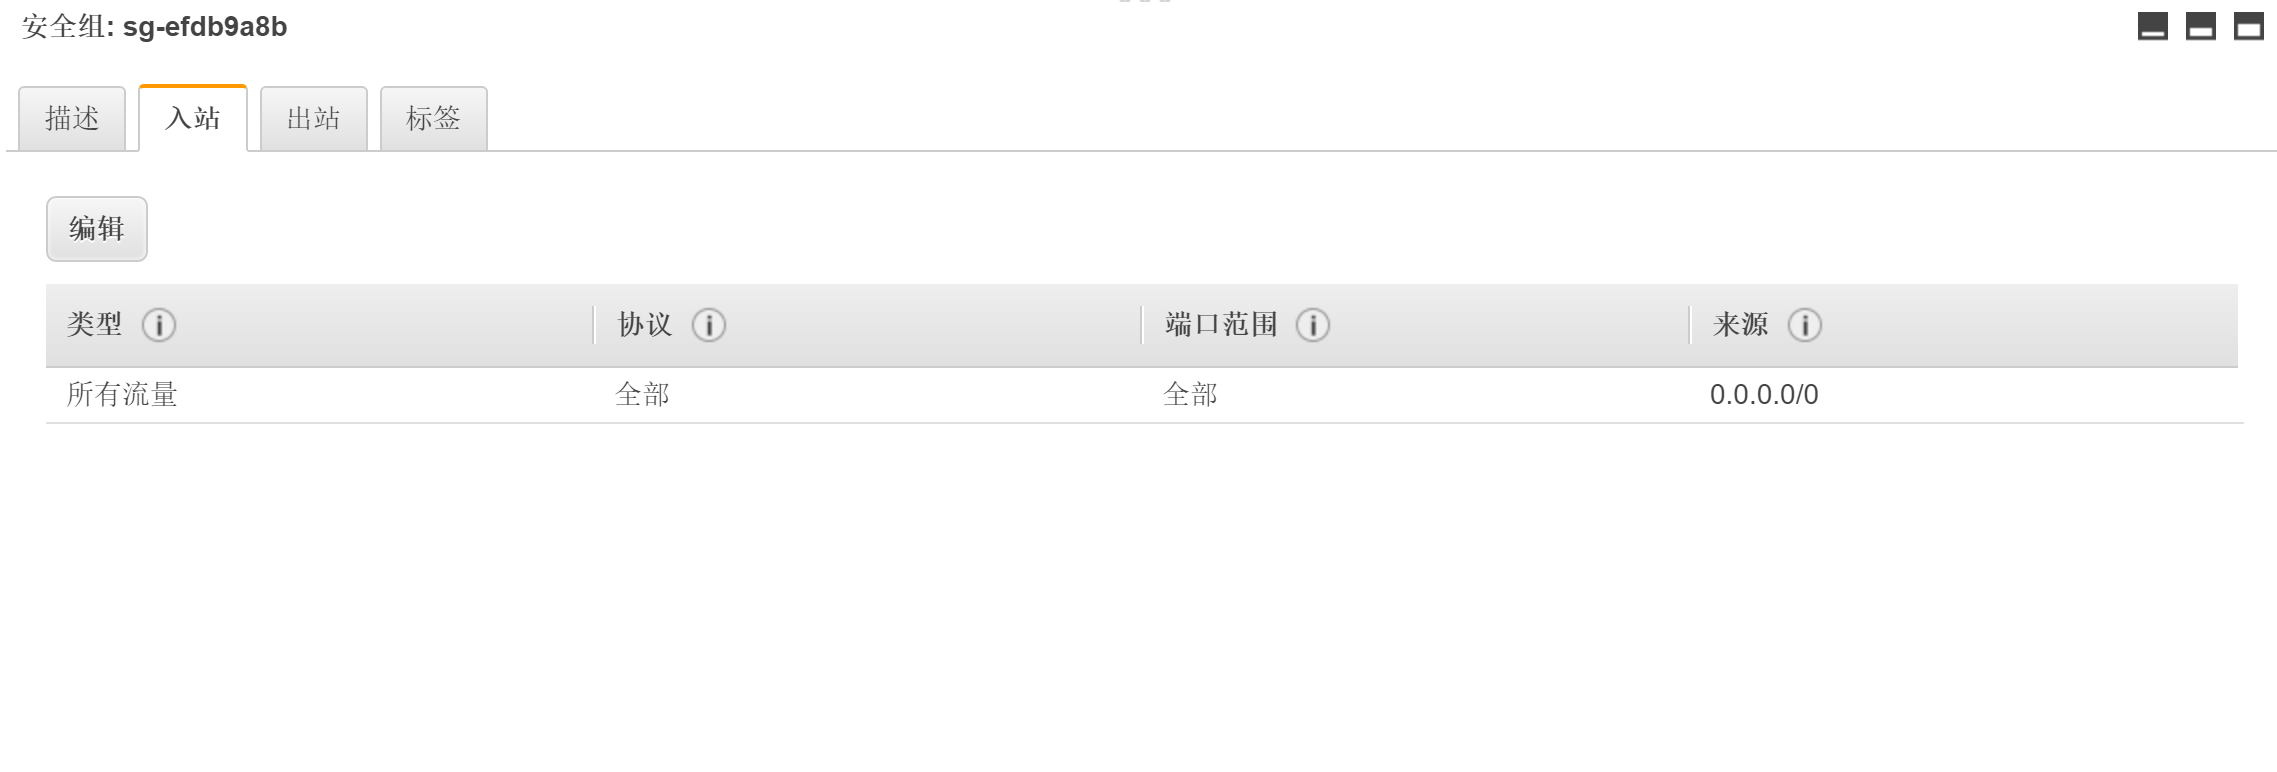 安全组: sg-efdb9a8b
描述 入站 出站 标签
编辑
类型 协议 端口范围 来源
所有流量 全部 全部 0.0.0.0/0